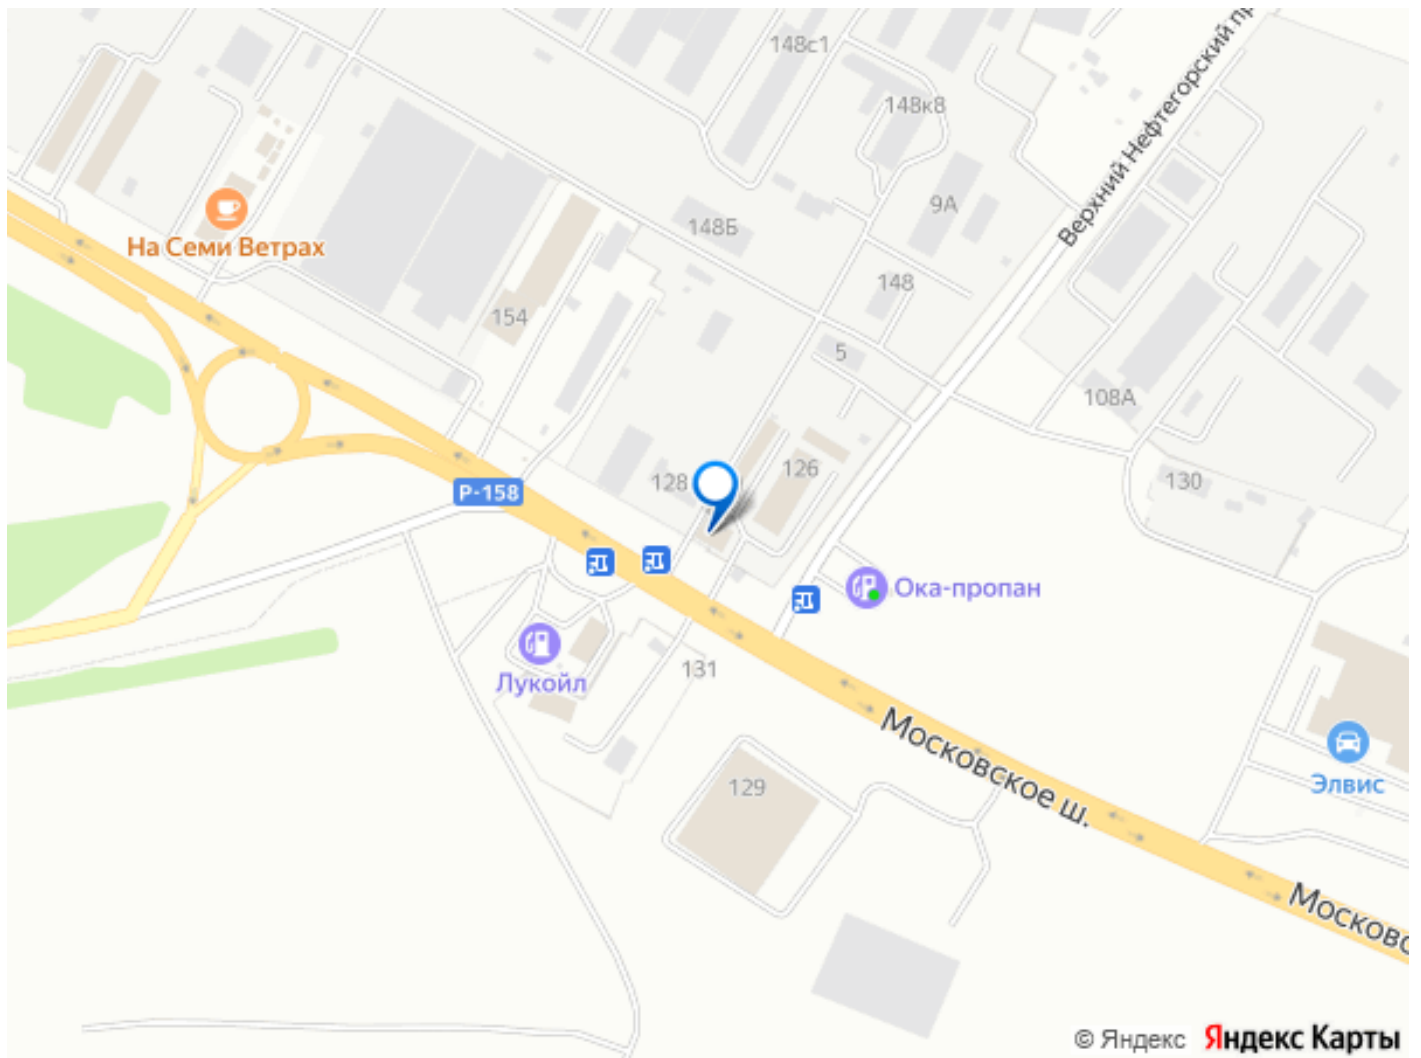 148с1
148к8
Верхний Нефтегорский пр
9А
На Семи Ветрах
148Б
148
154
5
108А
128
126
130
Р-158
Ока-пропан
Лукойл
131
Московское ш.
129
Элвис
Московс
© Яндекс Яндекс Карты